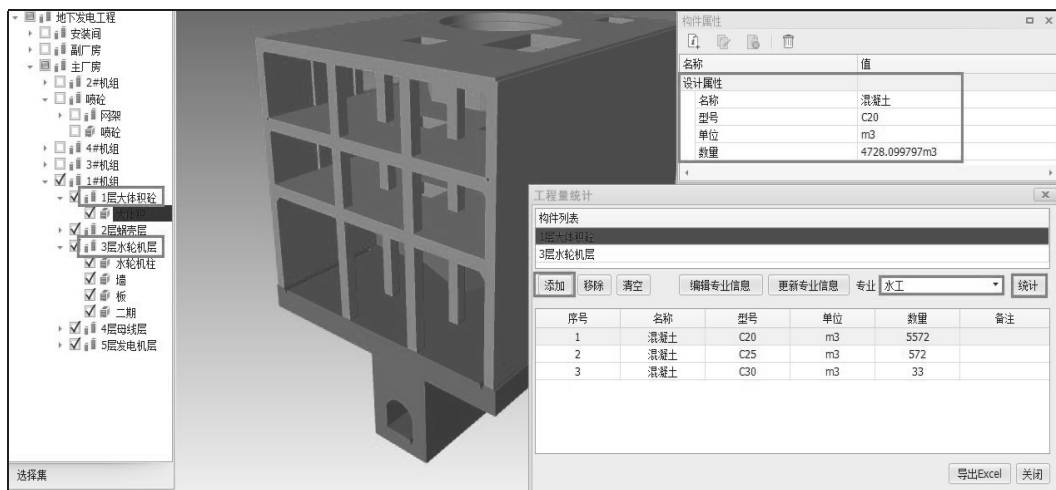 地下发电工程
安装间
副厂房
主厂房
2#机组
喷砼
网架
喷砼
4#机组
3#机组
1#机组
1层大体积砼
大体积
2层蜗壳层
3层水轮机层
水轮机柱
墙
板
二期
4层母线层
5层发电机层
选择集
构件属性
名称 值
设计属性
名称 混凝土
型号 C20
单位 m3
数量 4728.099797m3
工程量统计
构件列表
1层大体积砼
3层水轮机层
添加 移除 清空 编辑专业信息 更新专业信息 专业 水工 统计
序号 名称 型号 单位 数量 备注
1 混凝土 C20 m3 5572
2 混凝土 C25 m3 572
3 混凝土 C30 m3 33
导出Excel 关闭